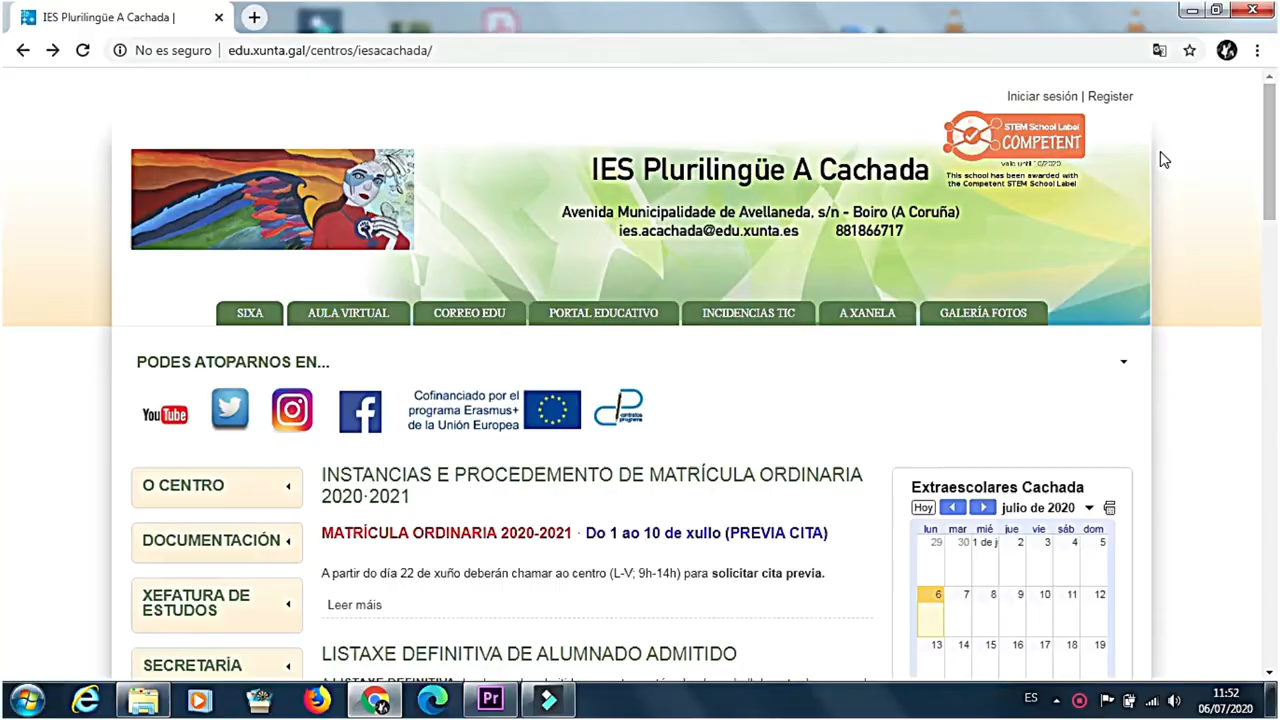 IES Plurilingüe A Cachada |
No es seguro
edu.xunta.gal/centros/iesacachada/
Iniciar sesión | Register
STEM School Label
COMPETENT
This school has been awarded with
the Competent STEM School Label
IES Plurilingüe A Cachada
Avenida Municipalidade de Avellaneda, s/n - Boiro (A Coruña)
ies.acachada@edu.xunta.es 881866717
SIXA
AULA VIRTUAL
CORREO EDU
PORTAL EDUCATIVO
INCIDENCIAS TIC
A XANELA
GALERÍA FOTOS
PODES ATOPARNOS EN...
YouTube
Cofinanciado por el
programa Erasmus+
de la Unión Europea
O CENTRO
DOCUMENTACIÓN
XEFATURA DE
ESTUDOS
SECRETARÍA
INSTANCIAS E PROCEDEMENTO DE MATRÍCULA ORDINARIA
2020·2021
MATRÍCULA ORDINARIA 2020-2021 · Do 1 ao 10 de xullo (PREVIA CITA)
A partir do día 22 de xuño deberán chamar ao centro (L-V; 9h-14h) para solicitar cita previa.
Leer máis
LISTAXE DEFINITIVA DE ALUMNADO ADMITIDO
Extraescolares Cachada
Hoy julio de 2020
lun mar mié jue vie sáb dom
29 30 1 de j 2 3 4 5
6 7 8 9 10 11 12
13 14 15 16 17 18 19
Pr
ES
11:52
06/07/2020